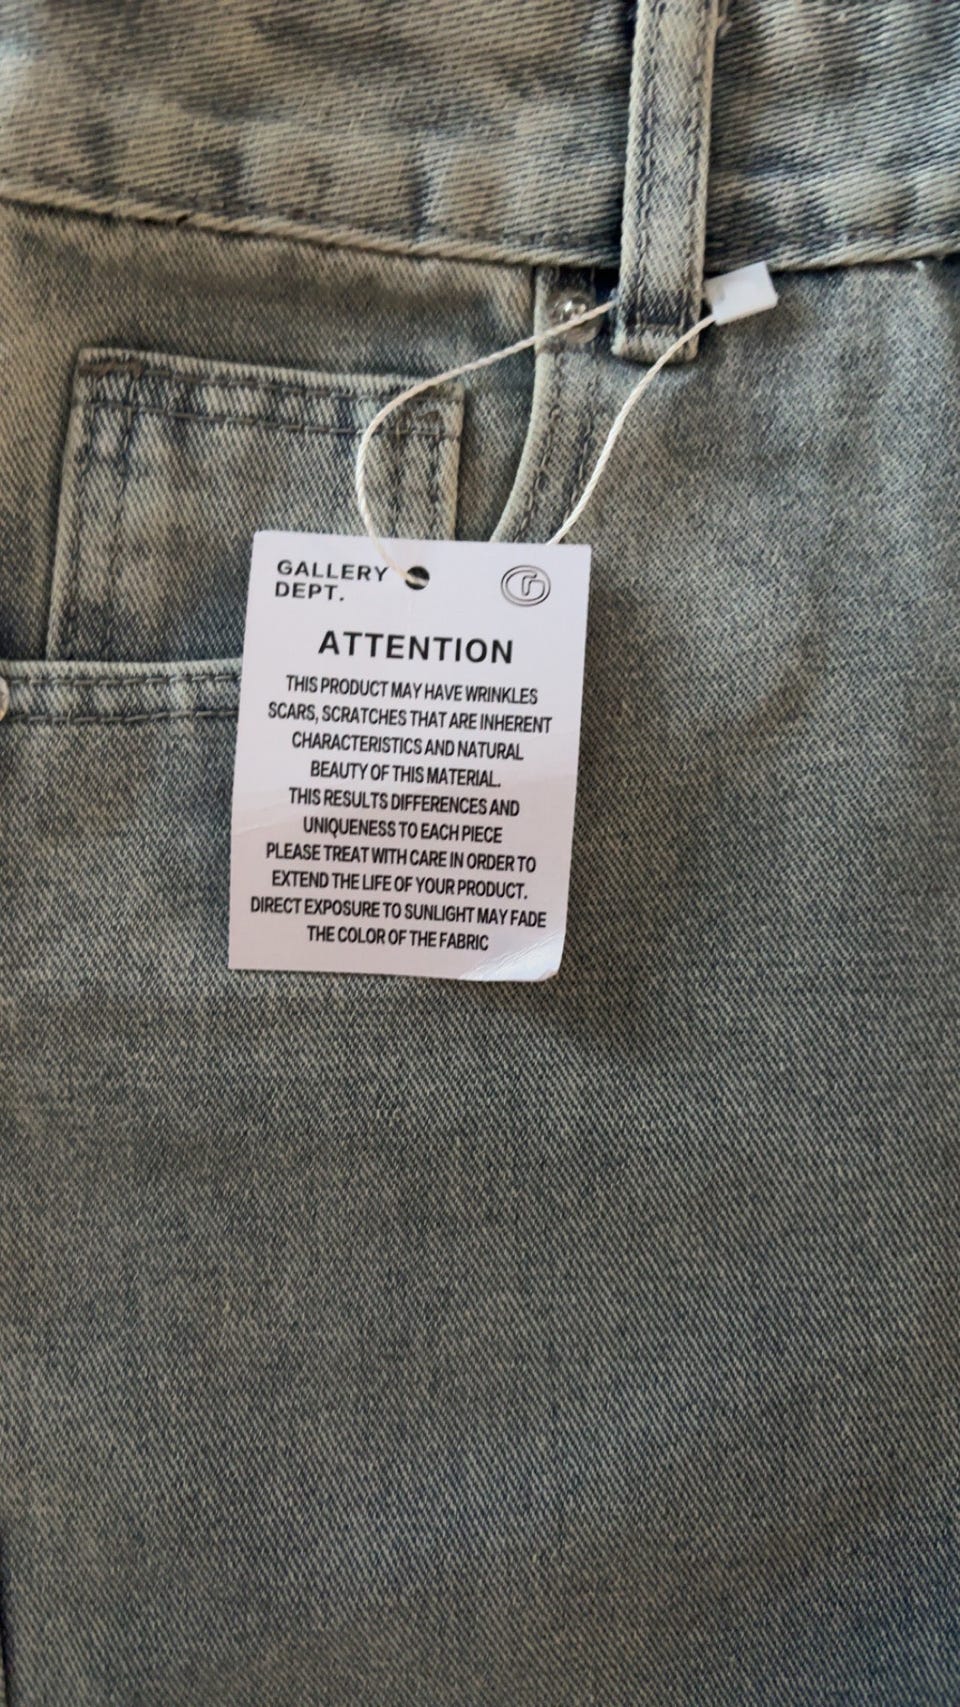 GALLERY
DEPT.
ATTENTION
THIS PRODUCT MAY HAVE WRINKLES
SCARS, SCRATCHES THAT ARE INHERENT
CHARACTERISTICS AND NATURAL
BEAUTY OF THIS MATERIAL.
THIS RESULTS DIFFERENCES AND
UNIQUENESS TO EACH PIECE
PLEASE TREAT WITH CARE IN ORDER TO
EXTEND THE LIFE OF YOUR PRODUCT.
DIRECT EXPOSURE TO SUNLIGHT MAY FADE
THE COLOR OF THE FABRIC